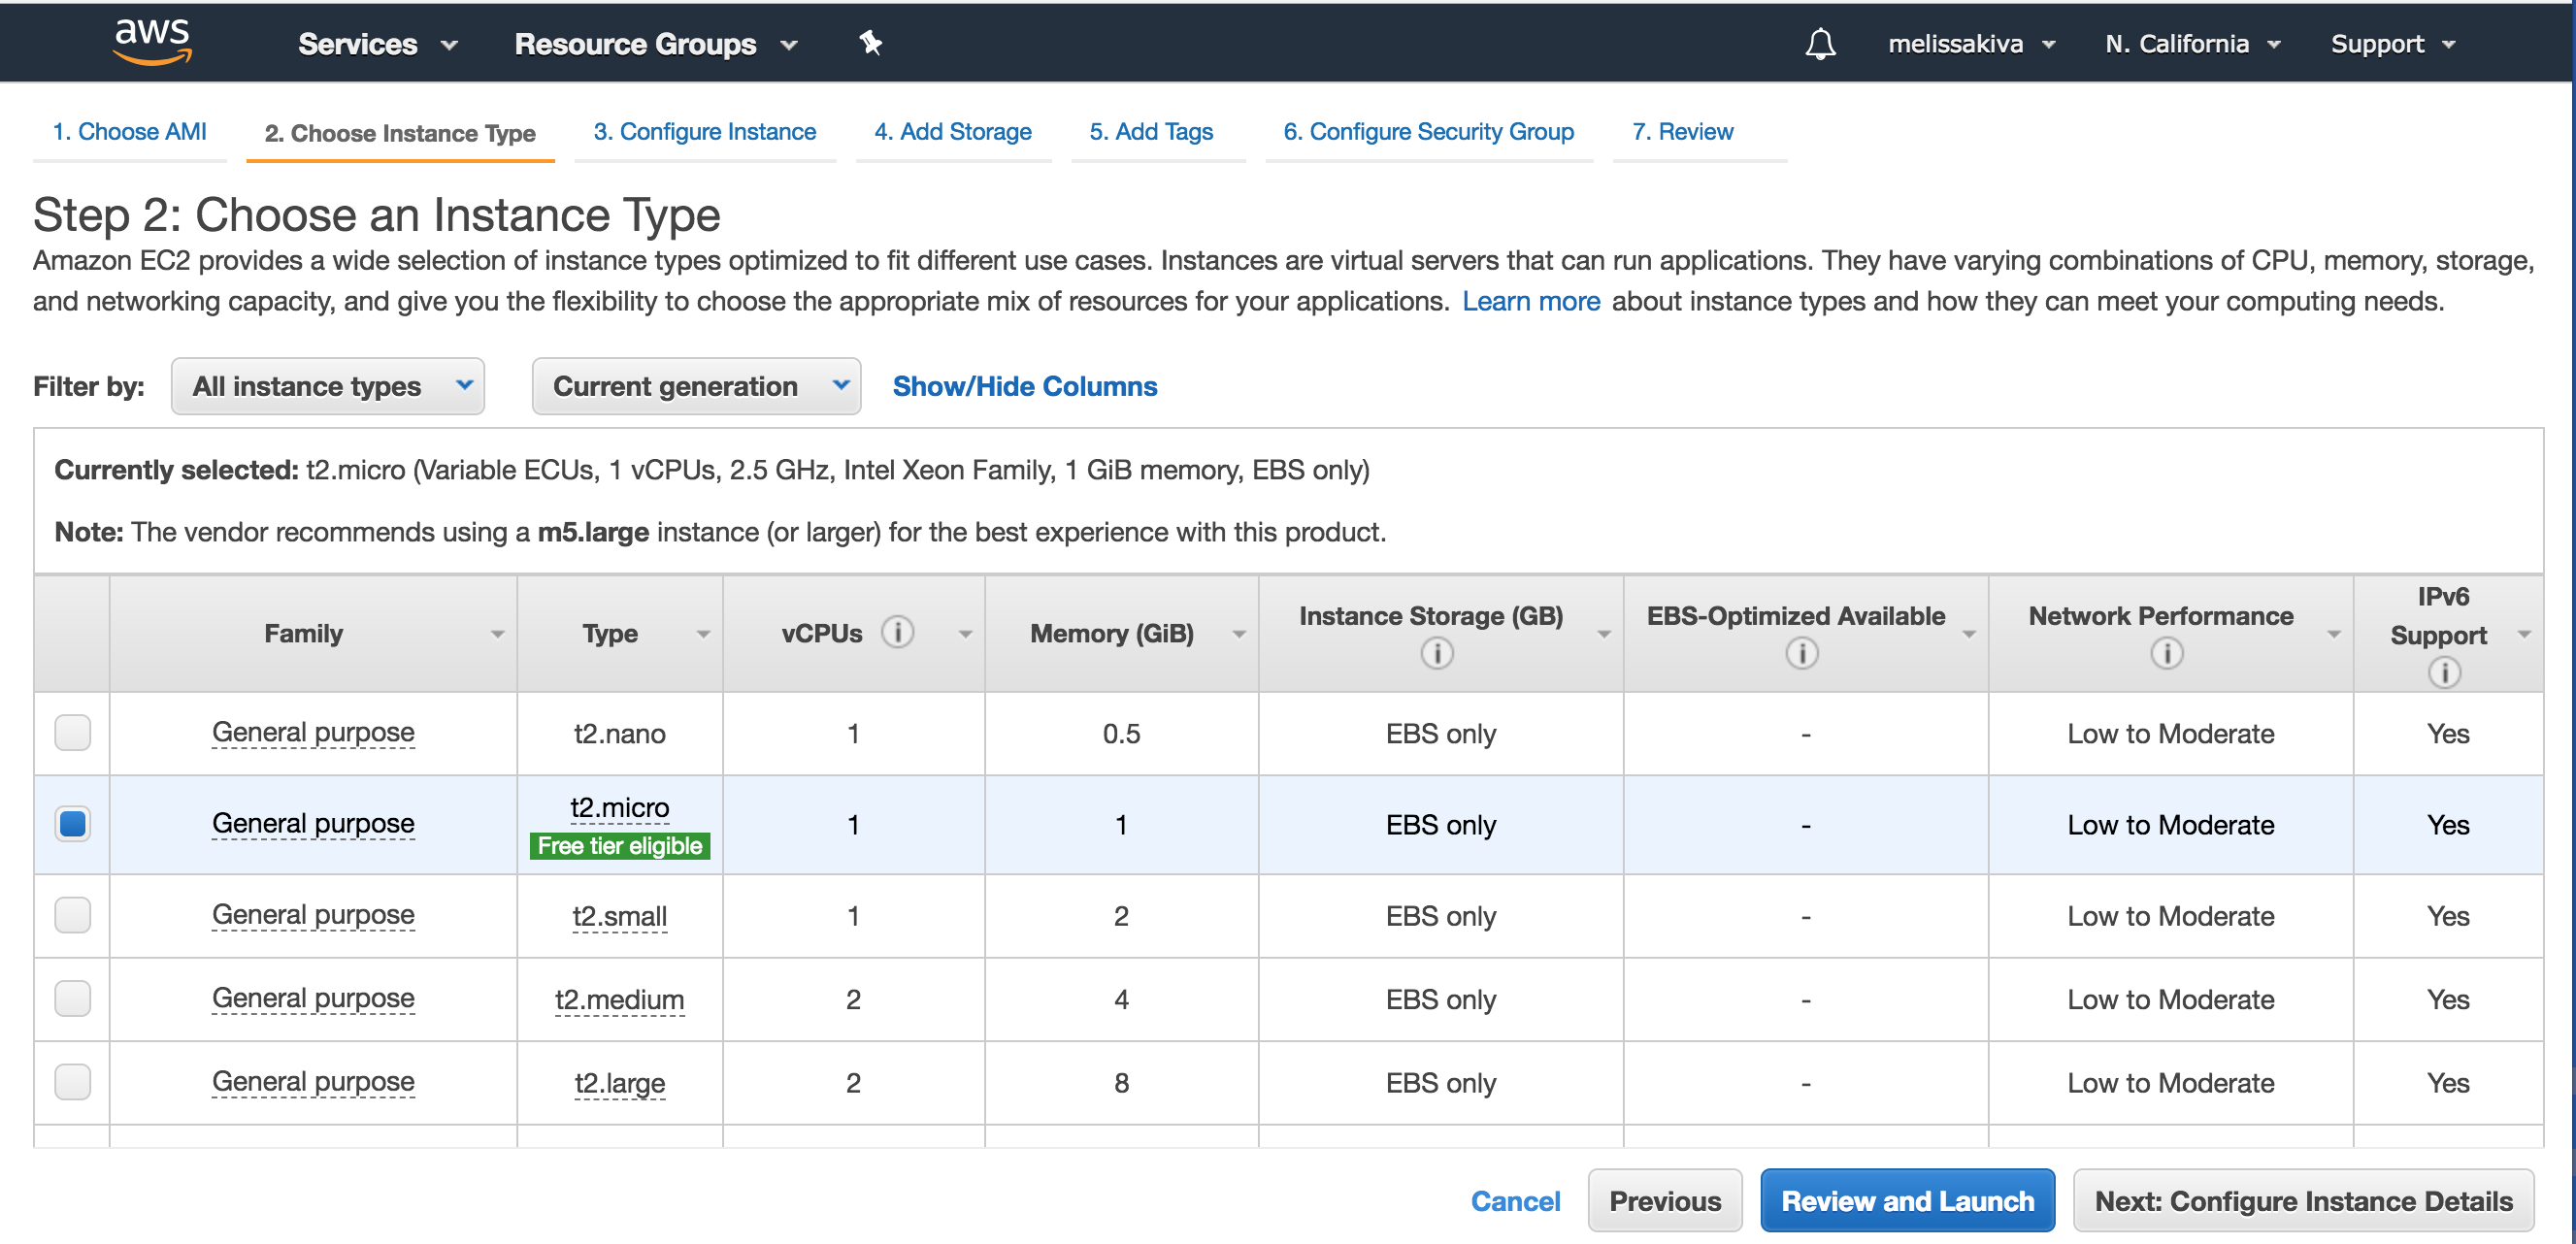 aws Services Resource Groups melissakiva N. California Support
1. Choose AMI 2. Choose Instance Type 3. Configure Instance 4. Add Storage 5. Add Tags 6. Configure Security Group 7. Review
Step 2: Choose an Instance Type
Amazon EC2 provides a wide selection of instance types optimized to fit different use cases. Instances are virtual servers that can run applications. They have varying combinations of CPU, memory, storage,
and networking capacity, and give you the flexibility to choose the appropriate mix of resources for your applications. Learn more about instance types and how they can meet your computing needs.
Filter by: All instance types Current generation Show/Hide Columns
Currently selected: t2.micro (Variable ECUs, 1 vCPUs, 2.5 GHz, Intel Xeon Family, 1 GiB memory, EBS only)
Note: The vendor recommends using a m5.large instance (or larger) for the best experience with this product.
Family Type vCPUs i Memory (GiB) Instance Storage (GB) i EBS-Optimized Available i Network Performance i IPv6 Support i
General purpose t2.nano 1 0.5 EBS only - Low to Moderate Yes
General purpose t2.micro 1 1 EBS only - Low to Moderate Yes
Free tier eligible
General purpose t2.small 1 2 EBS only - Low to Moderate Yes
General purpose t2.medium 2 4 EBS only - Low to Moderate Yes
General purpose t2.large 2 8 EBS only - Low to Moderate Yes
Cancel Previous Review and Launch Next: Configure Instance Details